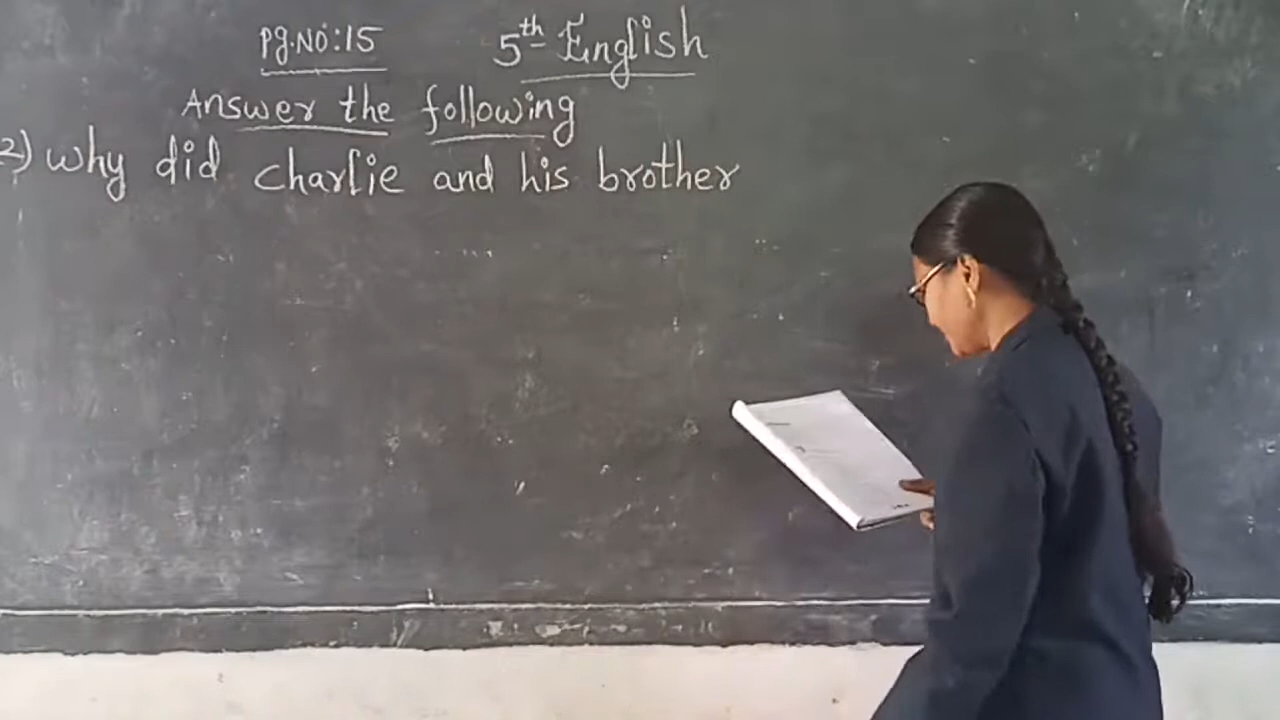 Pg.No:15 5th English
Answer the following
2) why did charlie and his brother